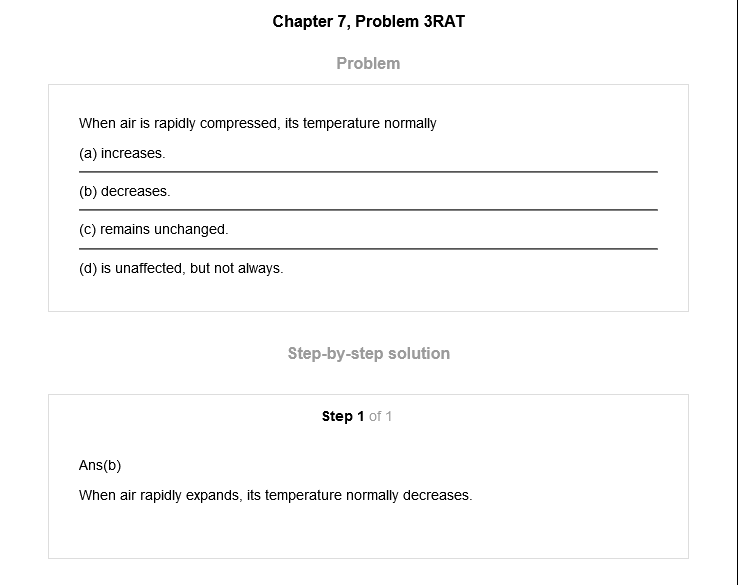 Chapter 7, Problem 3RAT
Problem
When air is rapidly compressed, its temperature normally
(a) increases.
(b) decreases.
(c) remains unchanged.
(d) is unaffected, but not always.
Step-by-step solution
Step 1 of 1
Ans(b)
When air rapidly expands, its temperature normally decreases.